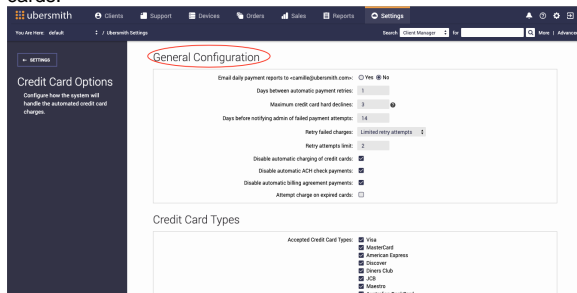 cards.
ubersmith Clients Support Devices Orders Sales Reports Settings
You Are Here: default / Ubersmith Settings Search Client Manager for More | Advanced
← SETTINGS
Credit Card Options
Configure how the system will
handle the automated credit card
charges.
General Configuration
Email daily payment reports to <camille@ubersmith.com>: Yes No
Days between automatic payment retries: 1
Maximum credit card hard declines: 3
Days before notifying admin of failed payment attempts: 14
Retry failed charges: Limited retry attempts
Retry attempts limit: 2
Disable automatic charging of credit cards:
Disable automatic ACH check payments:
Disable automatic billing agreement payments:
Attempt charge on expired cards:
Credit Card Types
Accepted Credit Card Types: Visa
MasterCard
American Express
Discover
Diners Club
JCB
Maestro